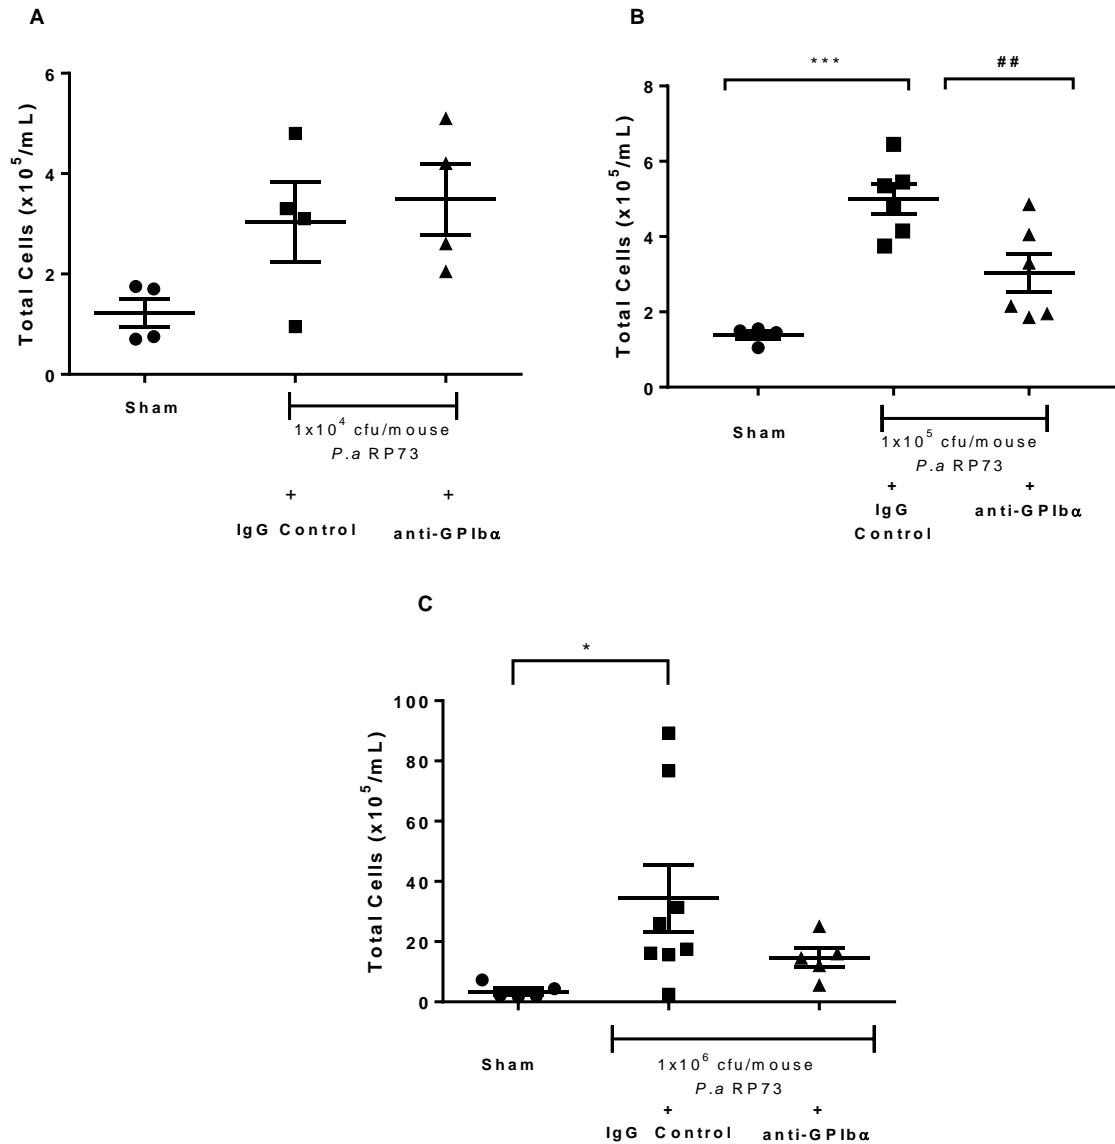 A
Total Cells (x10⁵/mL)
6
4
2
0
Sham
1x10⁴ cfu/mouse
P.a RP73
+ +
IgG Control anti-GPIbα
B
*** ##
Total Cells (x10⁵/mL)
8
6
4
2
0
Sham
1x10⁵ cfu/mouse
P.a RP73
+ +
IgG anti-GPIbα
Control
C
*
Total Cells (x10⁵/mL)
100
80
60
40
20
0
Sham
1x10⁶ cfu/mouse
P.a RP73
+ +
IgG Control anti-GPIbα